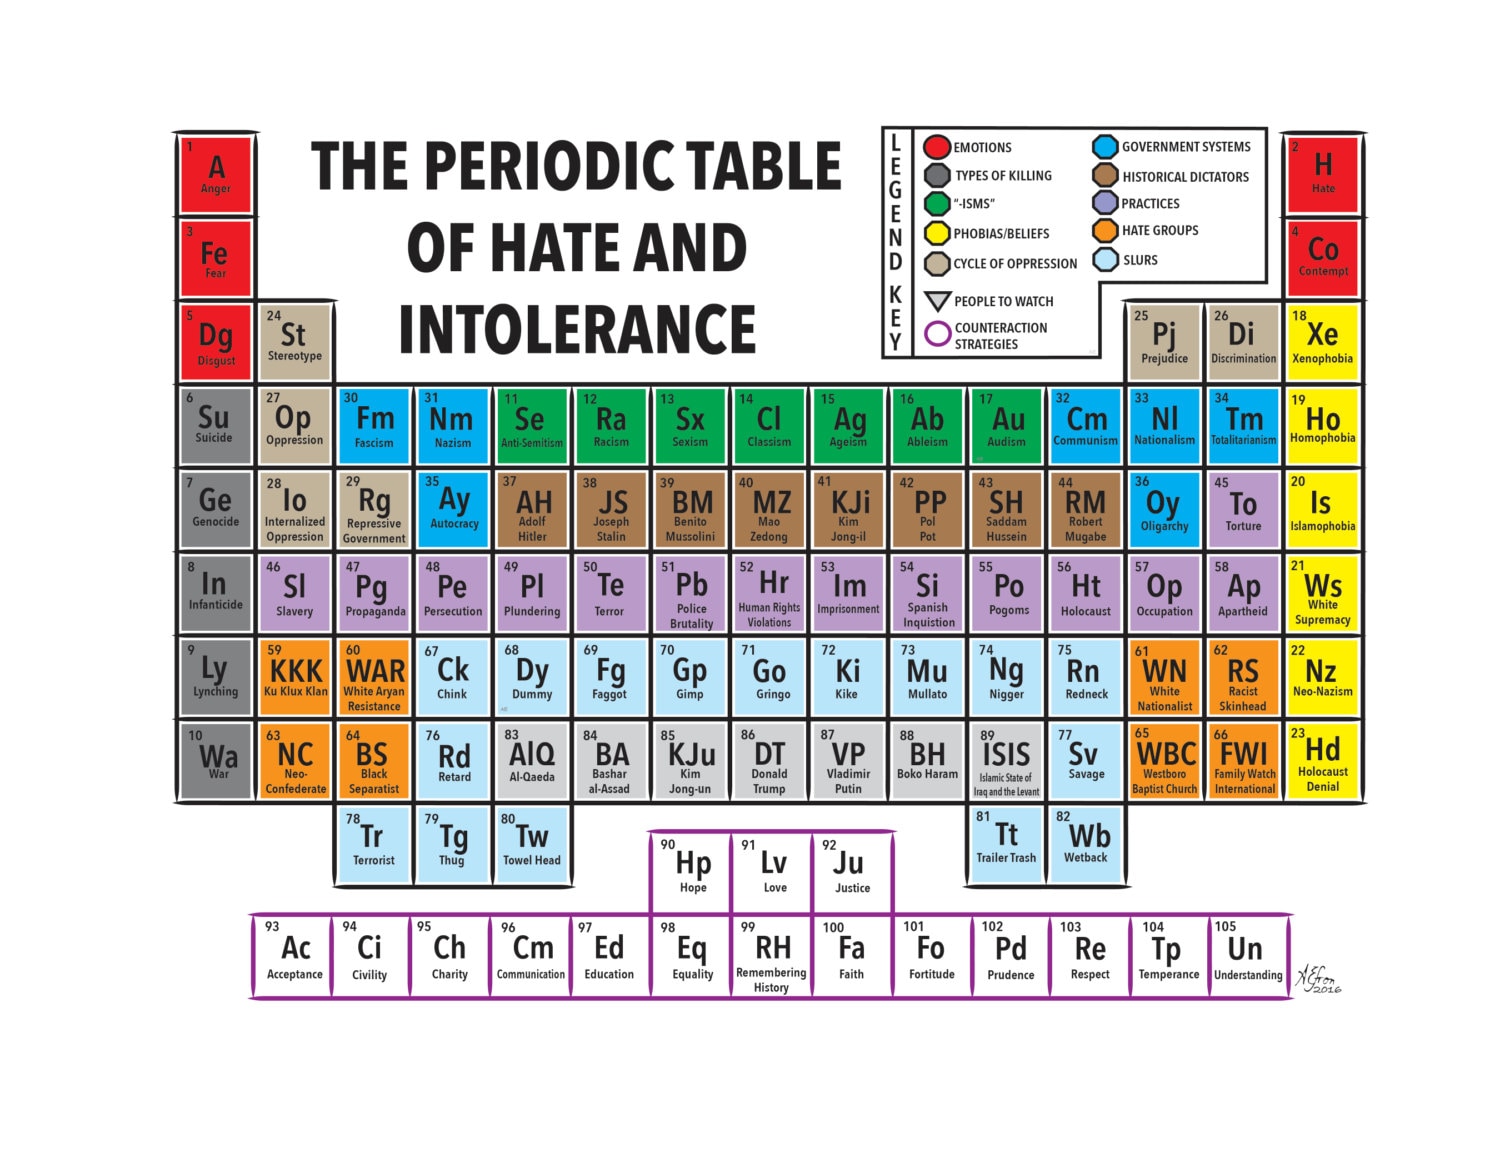 THE PERIODIC TABLE
OF HATE AND
INTOLERANCE
LEGEND KEY
EMOTIONS
TYPES OF KILLING
"-ISMS"
PHOBIAS/BELIEFS
CYCLE OF OPPRESSION
PEOPLE TO WATCH
COUNTERACTION
STRATEGIES
GOVERNMENT SYSTEMS
HISTORICAL DICTATORS
PRACTICES
HATE GROUPS
SLURS
1 A Anger
2 H Hate
3 Fe Fear
4 Co Contempt
5 Dg Disgust
24 St Stereotype
25 Pj Prejudice
26 Di Discrimination
18 Xe Xenophobia
6 Su Suicide
27 Op Oppression
30 Fm Fascism
31 Nm Nazism
11 Se Anti-Semitism
12 Ra Racism
13 Sx Sexism
14 Cl Classism
15 Ag Ageism
16 Ab Ableism
17 Au Audism
32 Cm Communism
33 Nl Nationalism
34 Tm Totalitarianism
19 Ho Homophobia
7 Ge Genocide
28 Io Internalized Oppression
29 Rg Repressive Government
35 Ay Autocracy
37 AH Adolf Hitler
38 JS Joseph Stalin
39 BM Benito Mussolini
40 MZ Mao Zedong
41 KJi Kim Jong-il
42 PP Pol Pot
43 SH Saddam Hussein
44 RM Robert Mugabe
36 Oy Oligarchy
45 To Torture
20 Is Islamophobia
8 In Infanticide
46 Sl Slavery
47 Pg Propaganda
48 Pe Persecution
49 Pl Plundering
50 Te Terror
51 Pb Police Brutality
52 Hr Human Rights Violations
53 Im Imprisonment
54 Si Spanish Inquistion
55 Po Pogoms
56 Ht Holocaust
57 Op Occupation
58 Ap Apartheid
21 Ws White Supremacy
9 Ly Lynching
59 KKK Ku Klux Klan
60 WAR White Aryan Resistance
67 Ck Chink
68 Dy Dummy
69 Fg Faggot
70 Gp Gimp
71 Go Gringo
72 Ki Kike
73 Mu Mullato
74 Ng Nigger
75 Rn Redneck
61 WN White Nationalist
62 RS Racist Skinhead
22 Nz Neo-Nazism
10 Wa War
63 NC Neo-Confederate
64 BS Black Separatist
76 Rd Retard
83 AlQ Al-Qaeda
84 BA Bashar al-Assad
85 KJu Kim Jong-un
86 DT Donald Trump
87 VP Vladimir Putin
88 BH Boko Haram
89 ISIS Islamic State of Iraq and the Levant
77 Sv Savage
65 WBC Westboro Baptist Church
66 FWI Family Watch International
23 Hd Holocaust Denial
78 Tr Terrorist
79 Tg Thug
80 Tw Towel Head
81 Tt Trailer Trash
82 Wb Wetback
90 Hp Hope
91 Lv Love
92 Ju Justice
93 Ac Acceptance
94 Ci Civility
95 Ch Charity
96 Cm Communication
97 Ed Education
98 Eq Equality
99 RH Remembering History
100 Fa Faith
101 Fo Fortitude
102 Pd Prudence
103 Re Respect
104 Tp Temperance
105 Un Understanding
AEfron
2016